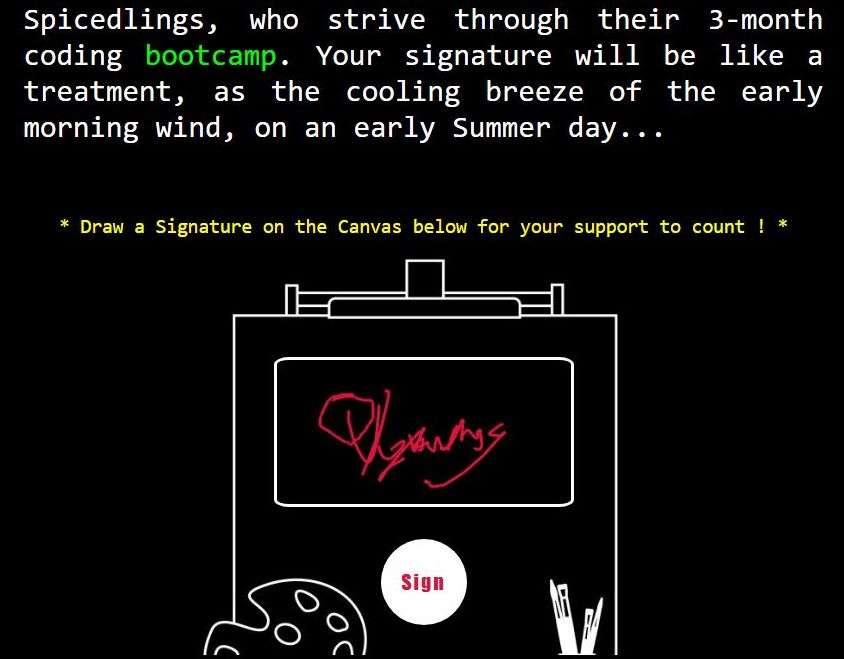 Spicedlings, who strive through their 3-month
coding bootcamp. Your signature will be like a
treatment, as the cooling breeze of the early
morning wind, on an early Summer day...
* Draw a Signature on the Canvas below for your support to count ! *
Sign